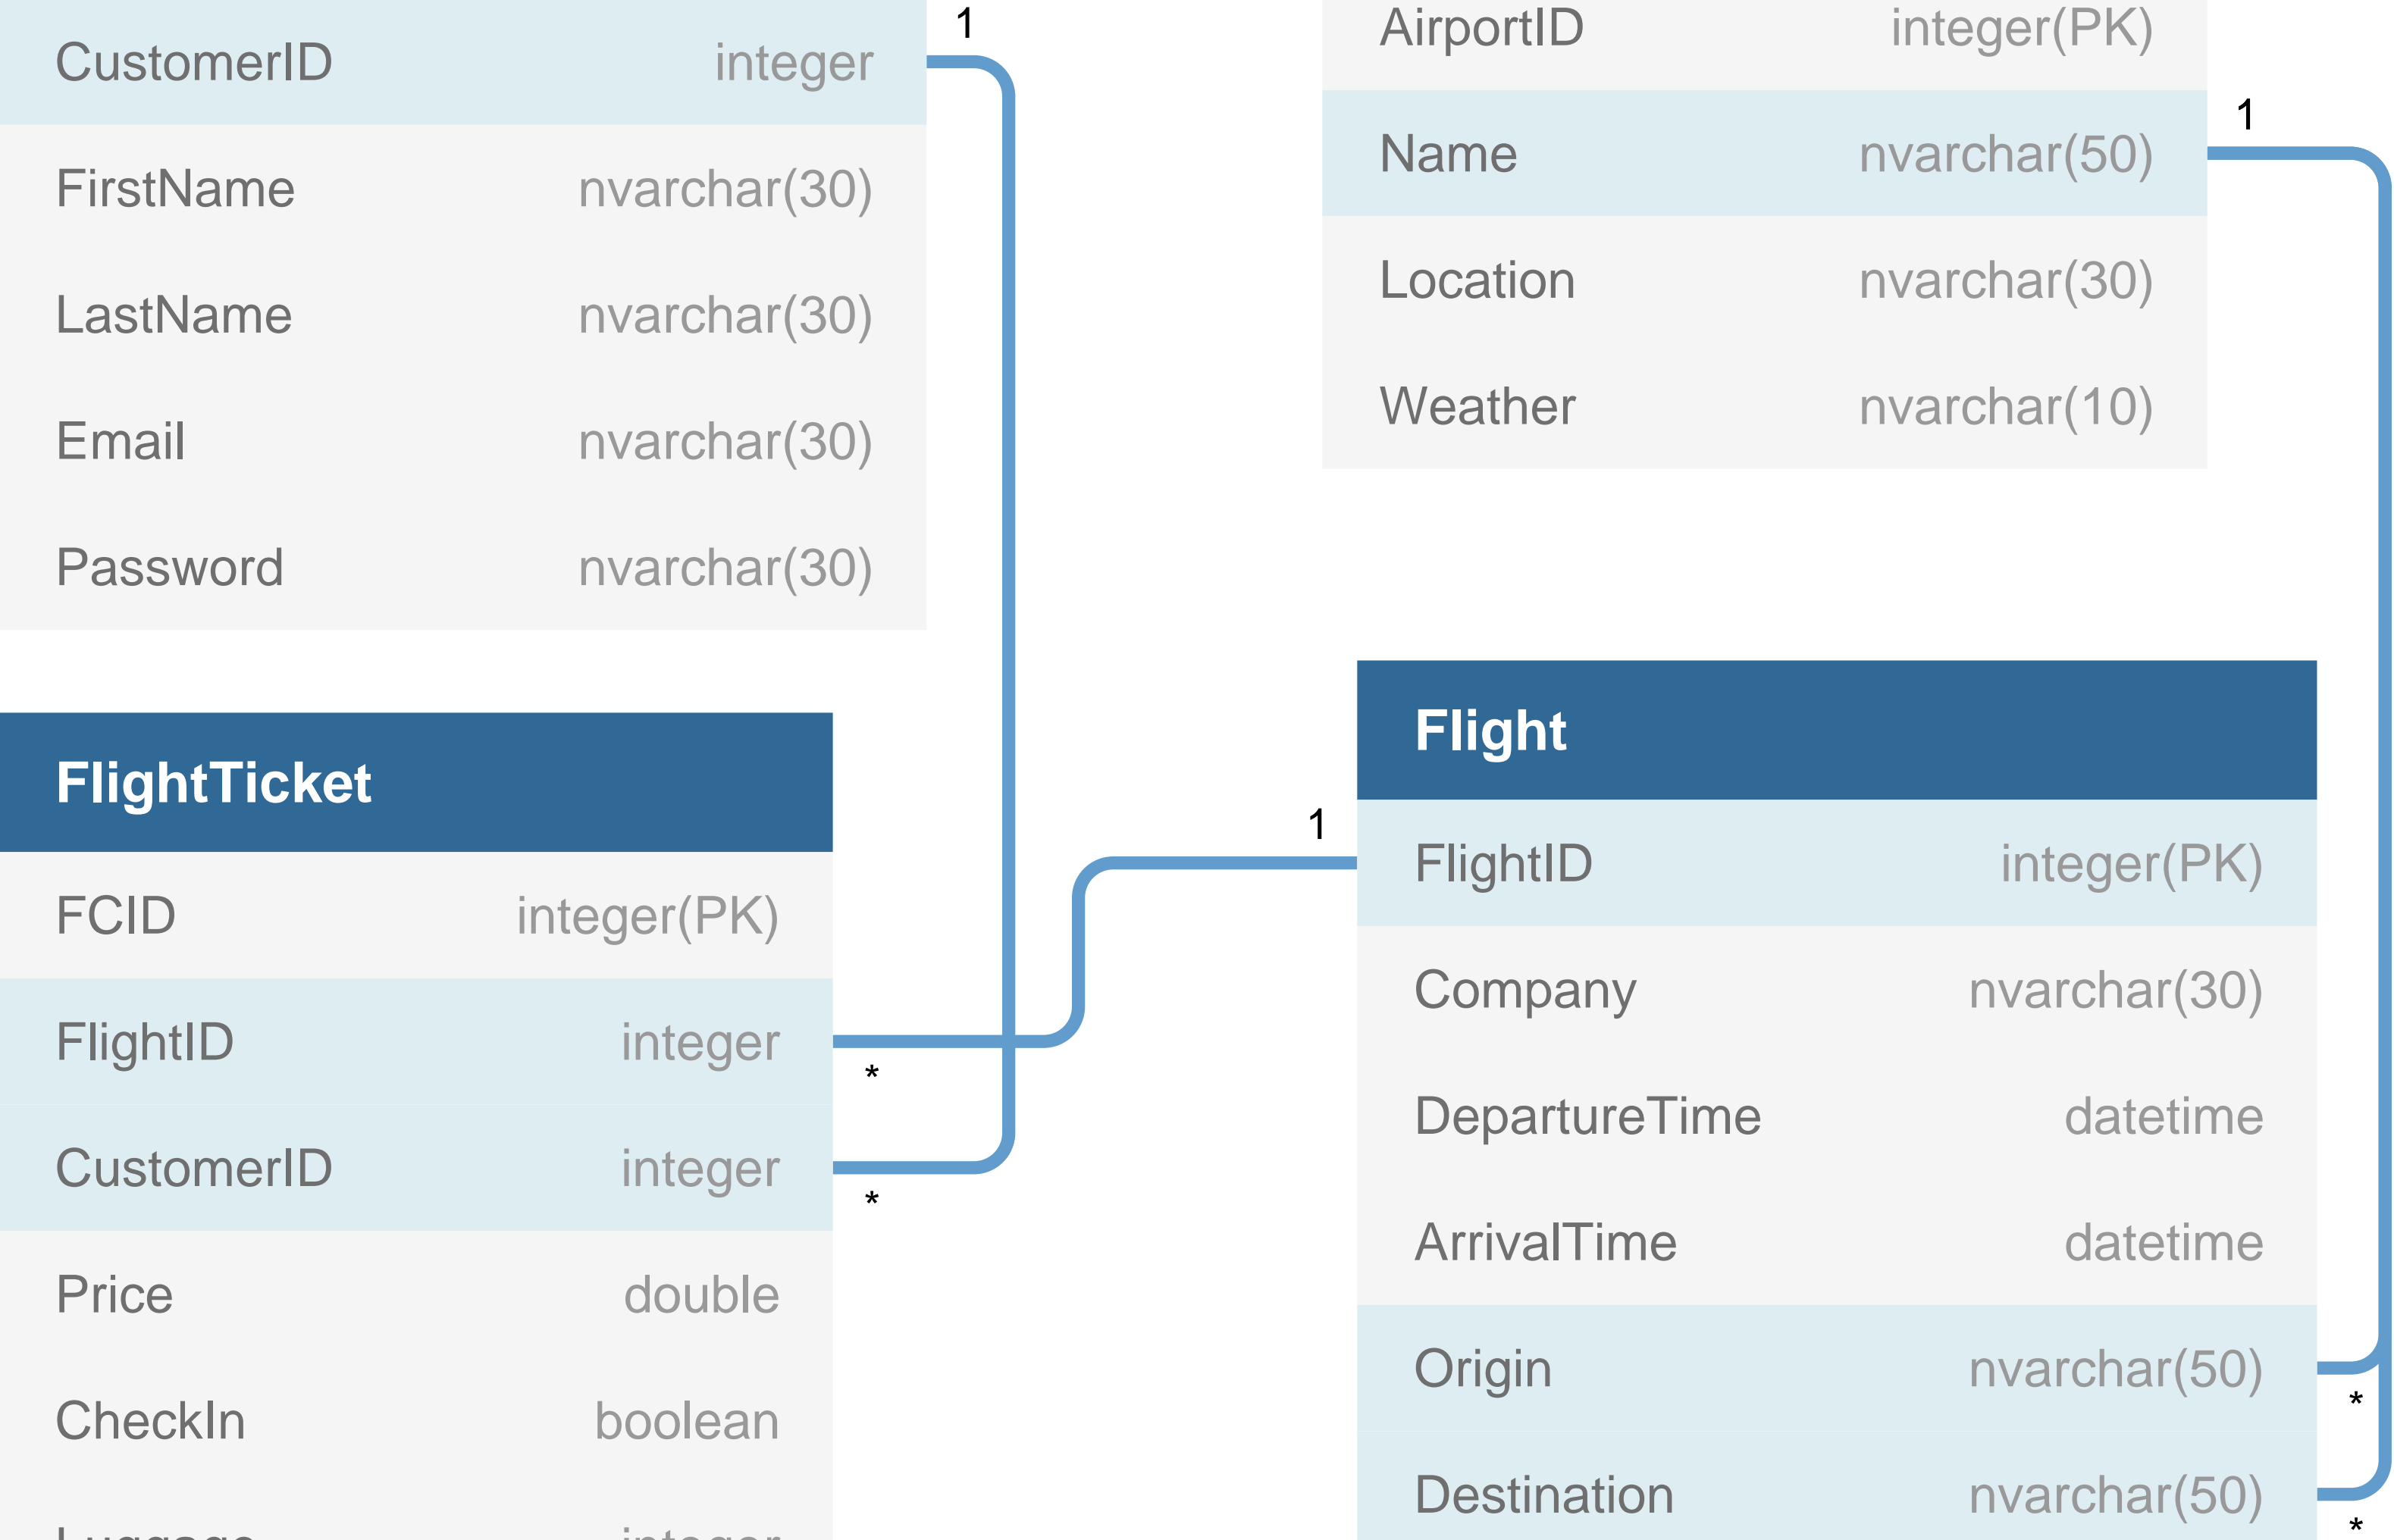 CustomerID integer
FirstName nvarchar(30)
LastName nvarchar(30)
Email nvarchar(30)
Password nvarchar(30)
1
AirportID integer(PK)
Name nvarchar(50)
Location nvarchar(30)
Weather nvarchar(10)
1
FlightTicket
FCID integer(PK)
FlightID integer
*
CustomerID integer
*
Price double
CheckIn boolean
Luggage integer
1
Flight
FlightID integer(PK)
Company nvarchar(30)
DepartureTime datetime
ArrivalTime datetime
Origin nvarchar(50)
*
Destination nvarchar(50)
*